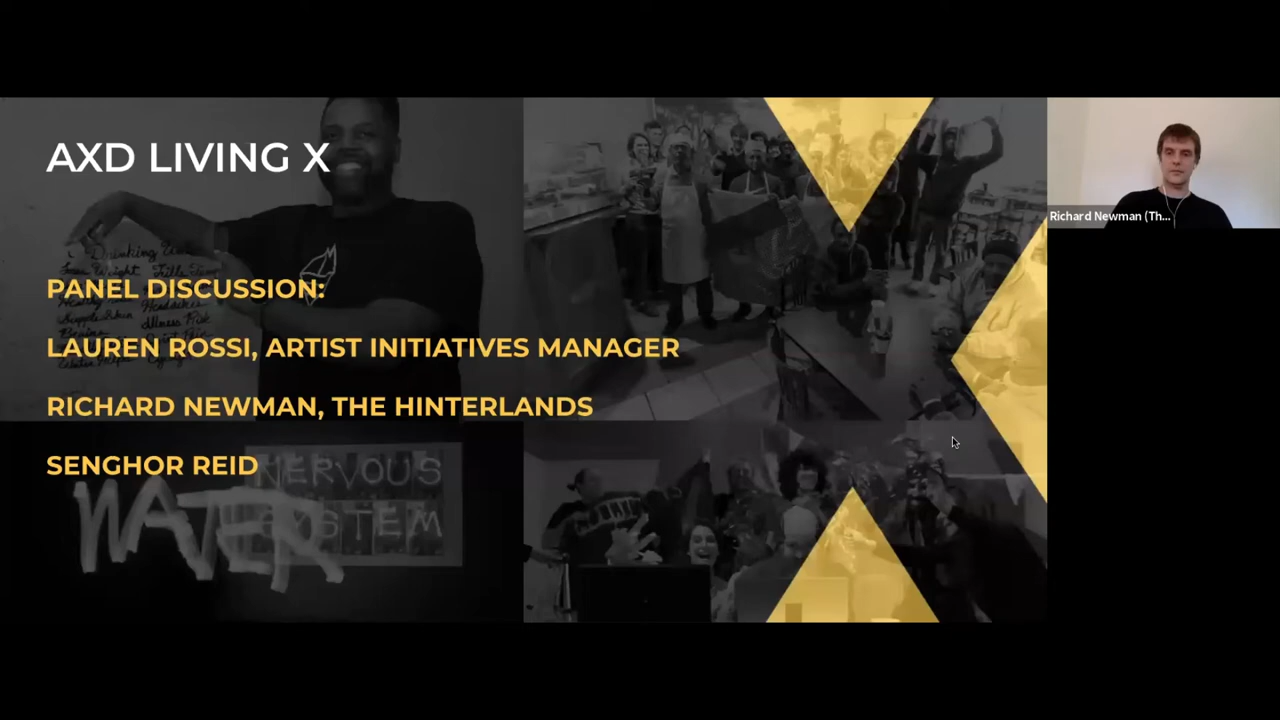 AXD LIVING X
PANEL DISCUSSION:
LAUREN ROSSI, ARTIST INITIATIVES MANAGER
RICHARD NEWMAN, THE HINTERLANDS
SENGHOR REID
Richard Newman (Th...
Drinking
NERVOUS
SYSTEM
WATER